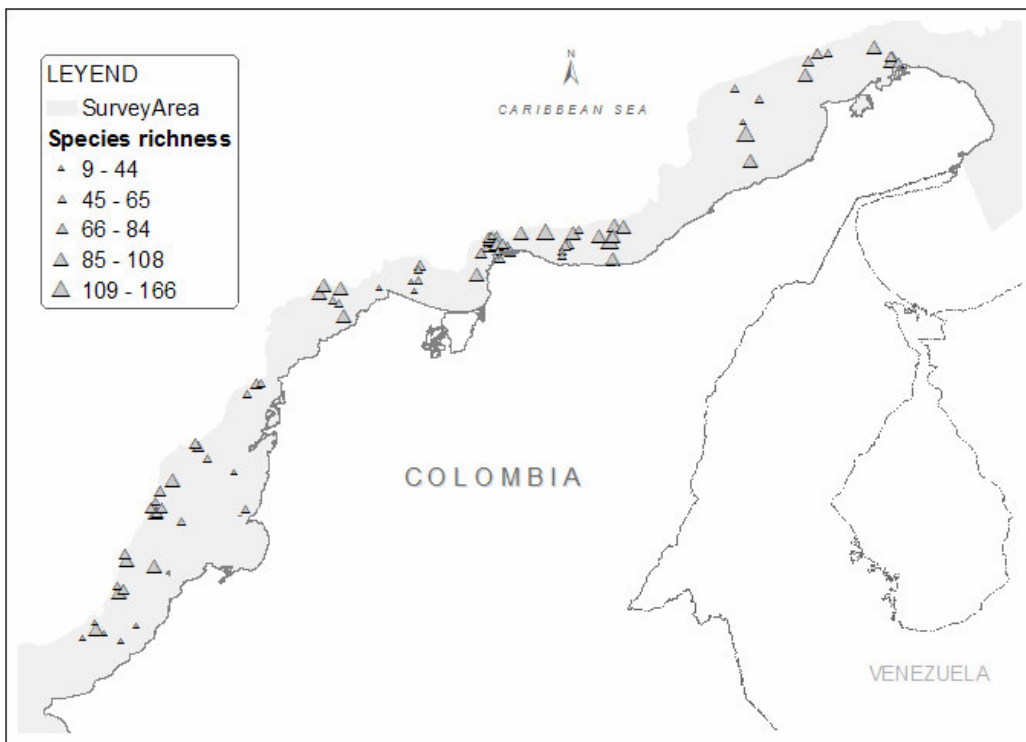 LEYEND
SurveyArea
Species richness
9 - 44
45 - 65
66 - 84
85 - 108
109 - 166
N
CARIBBEAN SEA
COLOMBIA
VENEZUELA